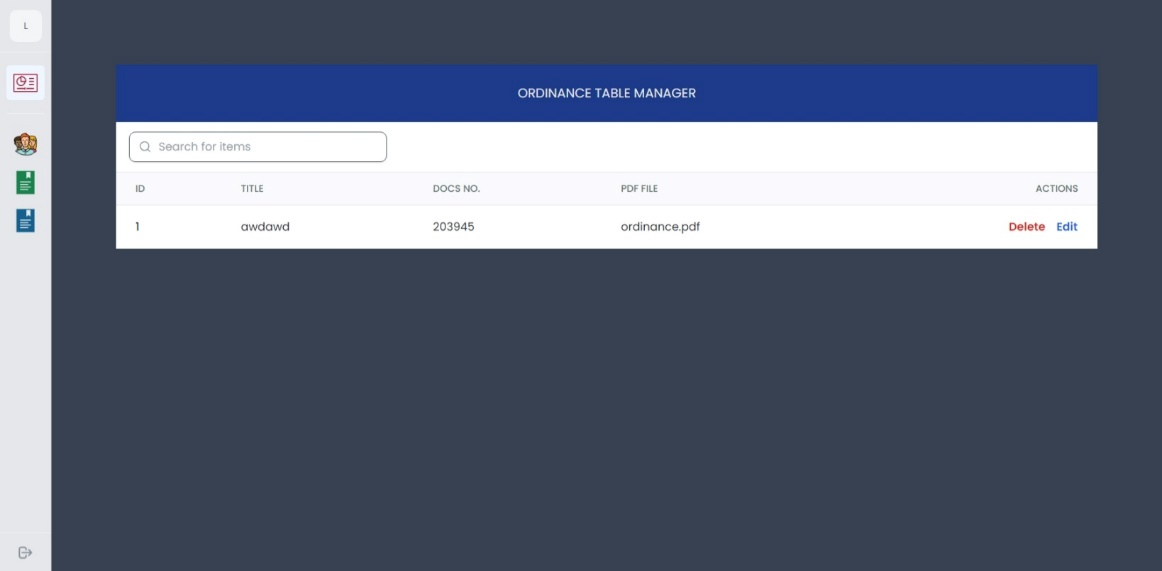 L
ORDINANCE TABLE MANAGER
Search for items
ID TITLE DOCS NO. PDF FILE ACTIONS
1 awdawd 203945 ordinance.pdf Delete Edit